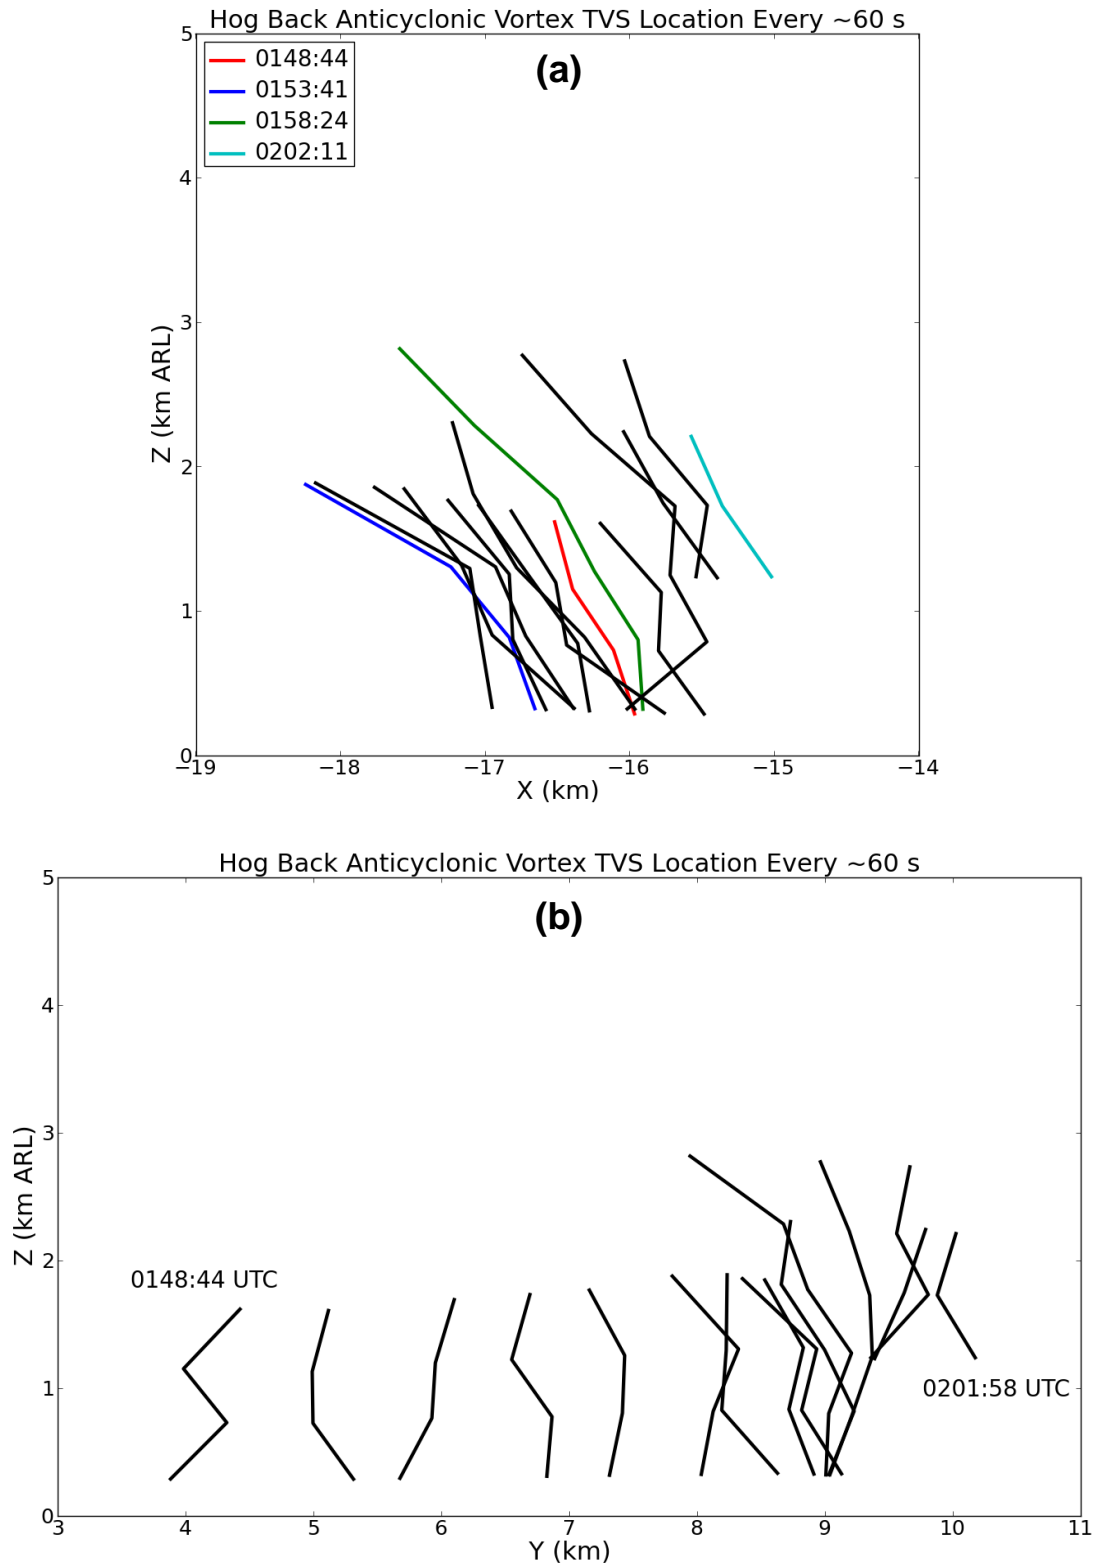 Hog Back Anticyclonic Vortex TVS Location Every ~60 s
(a)
0148:44
0153:41
0158:24
0202:11
5
4
3
2
1
0
Z (km ARL)
−19 −18 −17 −16 −15 −14
X (km)
Hog Back Anticyclonic Vortex TVS Location Every ~60 s
(b)
5
4
3
2
1
0
Z (km ARL)
0148:44 UTC
0201:58 UTC
3 4 5 6 7 8 9 10 11
Y (km)